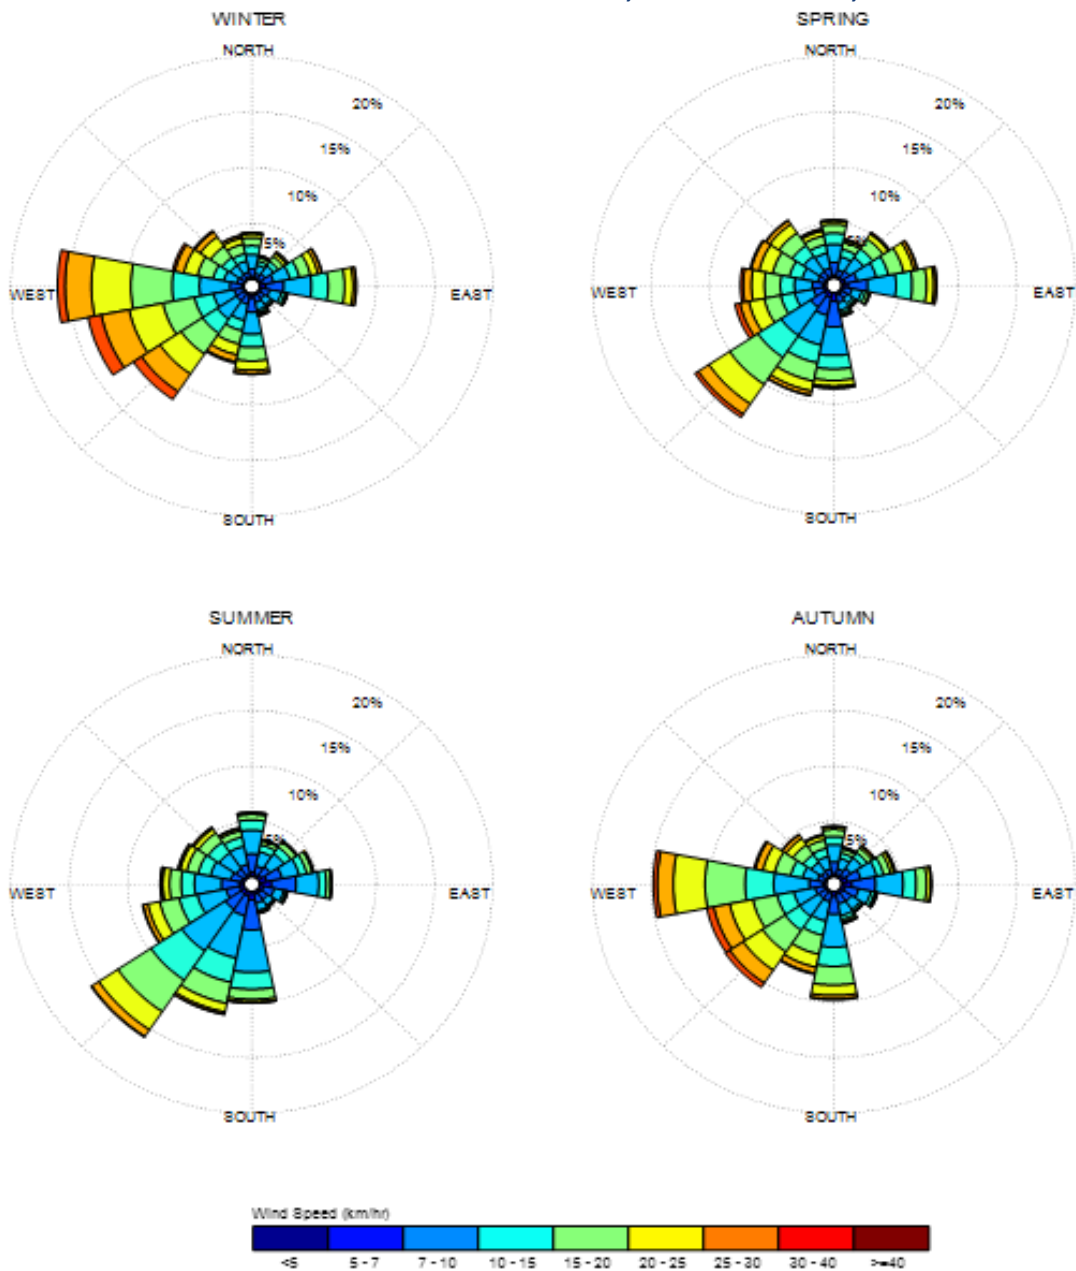 WINTER
NORTH
20%
15%
10%
5%
WEST
EAST
SOUTH
SPRING
NORTH
20%
15%
10%
WEST
EAST
SOUTH
SUMMER
NORTH
20%
15%
10%
5%
WEST
EAST
SOUTH
AUTUMN
NORTH
20%
15%
10%
5%
WEST
EAST
SOUTH
Wind Speed (km/hr)
<5 5 - 7 7 - 10 10 - 15 15 - 20 20 - 25 25 - 30 30 - 40 >=40